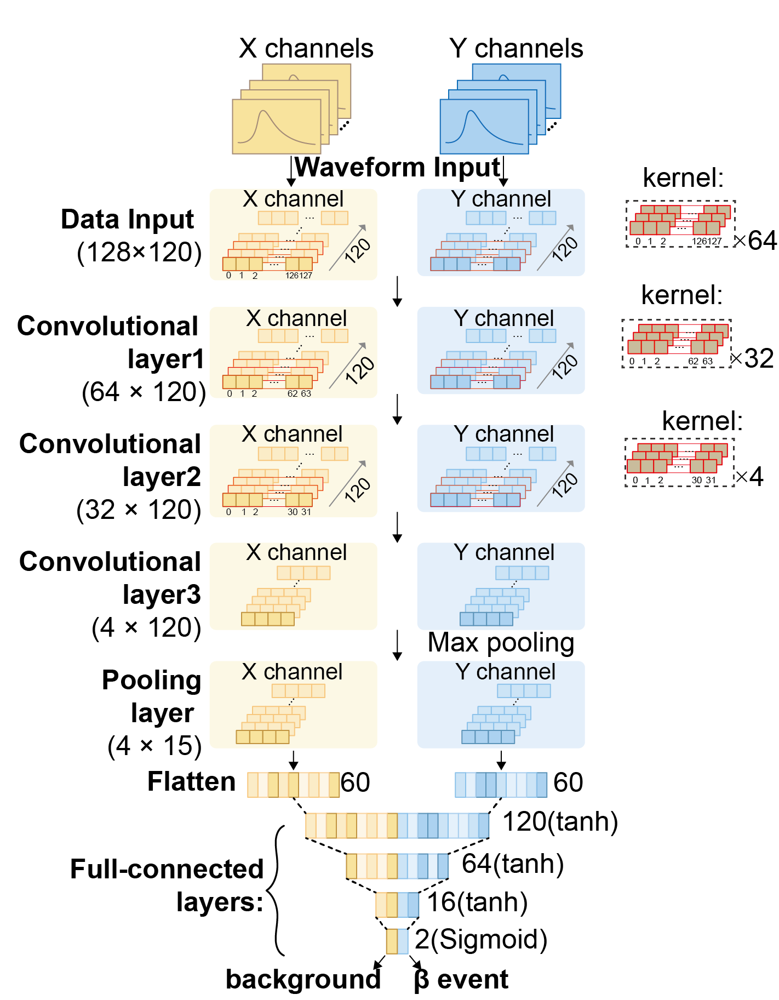 X channels
Y channels
Waveform Input
kernel:
Data Input
(128×120)
X channel
120
0 1 2 126127
Y channel
120
0 1 2 126127
×64
kernel:
Convolutional
layer1
(64 × 120)
X channel
120
0 1 2 62 63
Y channel
120
0 1 2 62 63
×32
kernel:
Convolutional
layer2
(32 × 120)
X channel
120
0 1 2 30 31
Y channel
120
0 1 2 30 31
×4
Convolutional
layer3
(4 × 120)
X channel
Y channel
Max pooling
Pooling
layer
(4 × 15)
X channel
Y channel
Flatten
60
60
120(tanh)
Full-connected
layers:
64(tanh)
16(tanh)
2(Sigmoid)
background
β event